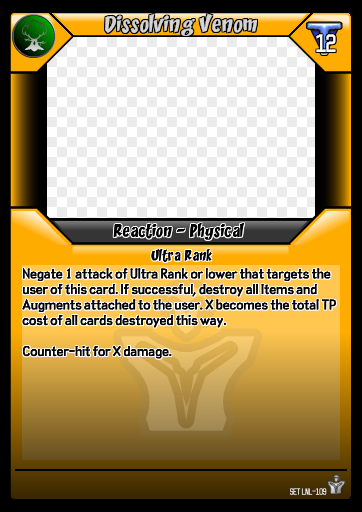 Dissolving Venom
12
Reaction - Physical
Ultra Rank
Negate 1 attack of Ultra Rank or lower that targets the
user of this card. If successful, destroy all Items and
Augments attached to the user. X becomes the total TP
cost of all cards destroyed this way.
Counter-hit for X damage.
SET LNL-109